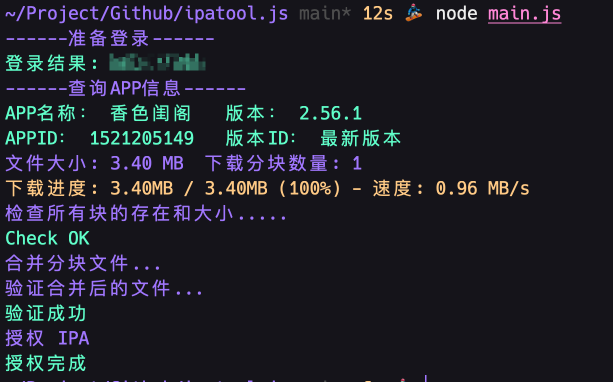 ~/Project/Github/ipatool.js main* 12s 🏂 node main.js
------准备登录------
登录结果:
------查询APP信息------
APP名称： 香色闺阁 版本： 2.56.1
APPID： 1521205149 版本ID： 最新版本
文件大小: 3.40 MB 下载分块数量: 1
下载进度: 3.40MB / 3.40MB (100%) - 速度: 0.96 MB/s
检查所有块的存在和大小.....
Check OK
合并分块文件...
验证合并后的文件...
验证成功
授权 IPA
授权完成